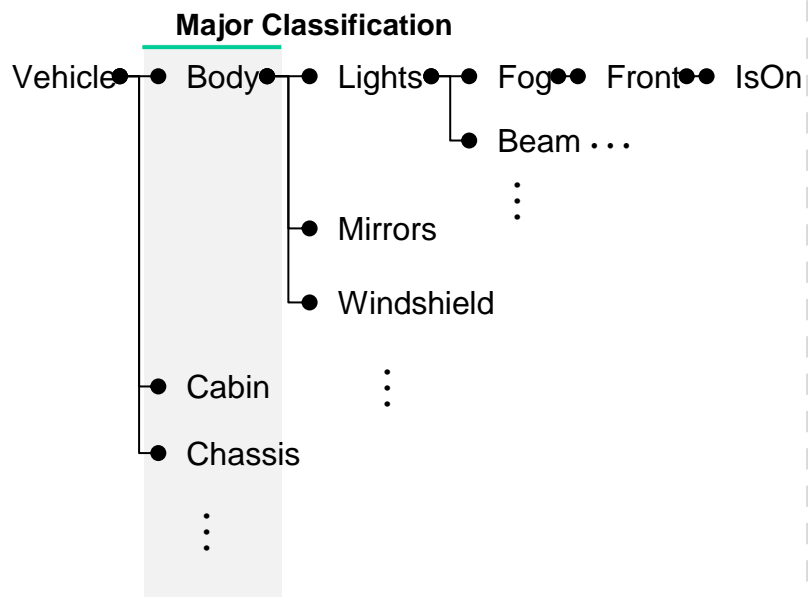 Major Classification
Vehicle Body Lights Fog Front IsOn
Beam ...
Mirrors
Windshield
Cabin
Chassis